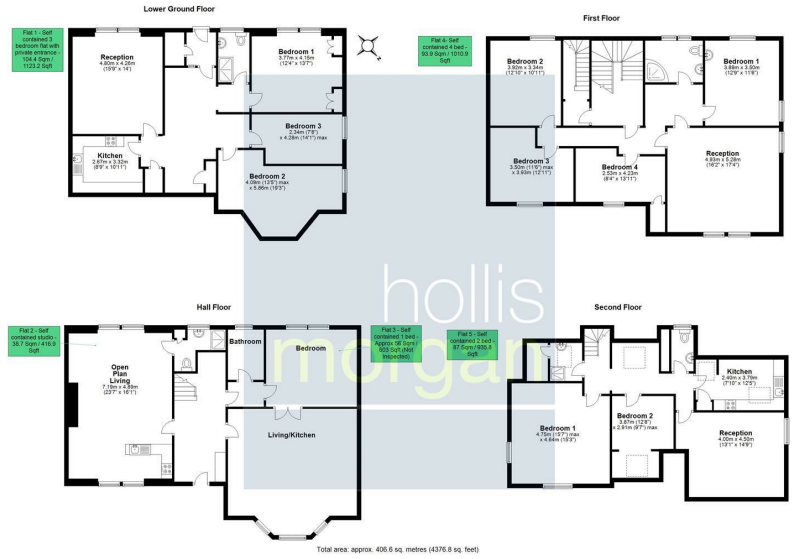 Lower Ground Floor
Flat 1 - Self
contained 3
bedroom flat with
private entrance -
104.4 Sqm /
1123.2 Sqft
Reception
4.80m x 4.26m
(15'9" x 14')
Bedroom 1
3.77m x 4.15m
(12'4" x 13'7")
Bedroom 3
2.34m (7'8")
x 4.28m (14'1") max
Kitchen
2.67m x 3.32m
(8'9" x 10'11")
Bedroom 2
4.09m (13'5") max
x 5.86m (19'3")
First Floor
Flat 4- Self
contained 4 bed -
93.9 Sqm / 1010.9
Sqft
Bedroom 2
3.92m x 3.34m
(12'10" x 10'11")
Bedroom 1
3.89m x 3.50m
(12'9" x 11'6")
Bedroom 3
3.50m (11'6") max
x 3.93m (12'11")
Bedroom 4
2.53m x 4.23m
(8'4" x 13'11")
Reception
4.93m x 5.28m
(16'2" x 17'4")
hollis
morgan
Hall Floor
Flat 2 - Self
contained studio -
38.7 Sqm / 416.9
Sqft
Open
Plan
Living
7.19m x 4.89m
(23'7" x 16'1")
Bathroom
Bedroom
Living/Kitchen
Flat 3 - Self
contained 1 bed -
Approx 56 Sqm /
603 Sqft (Not
Inspected)
Second Floor
Flat 5 - Self
contained 2 bed -
87 Sqm / 935.8
Sqft
Bedroom 1
4.75m (15'7") max
x 4.64m (15'3")
Bedroom 2
3.87m (12'8")
x 2.91m (9'7") max
Kitchen
2.40m x 3.79m
(7'10" x 12'5")
Reception
4.00m x 4.50m
(13'1" x 14'9")
Total area: approx. 406.6 sq. metres (4376.8 sq. feet)